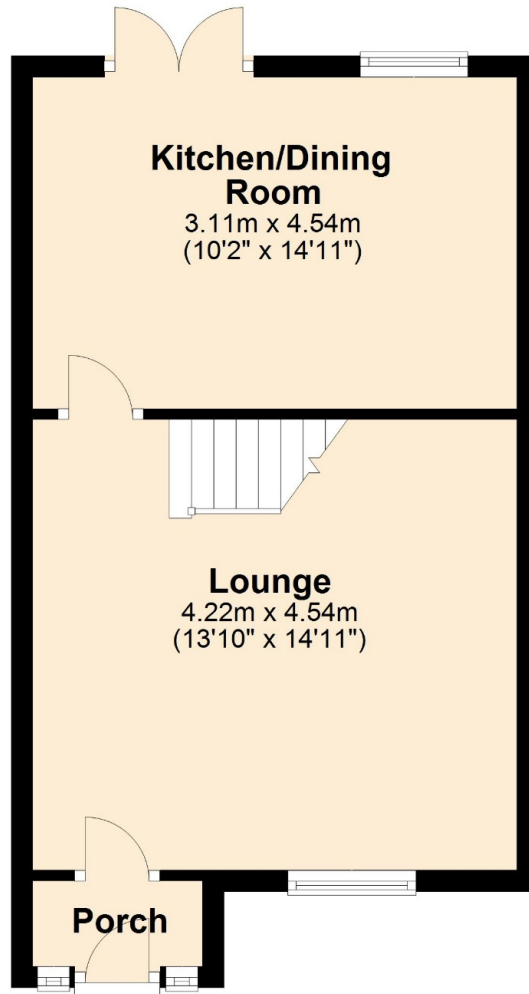 Kitchen/Dining
Room
3.11m x 4.54m
(10'2" x 14'11")
Lounge
4.22m x 4.54m
(13'10" x 14'11")
Porch